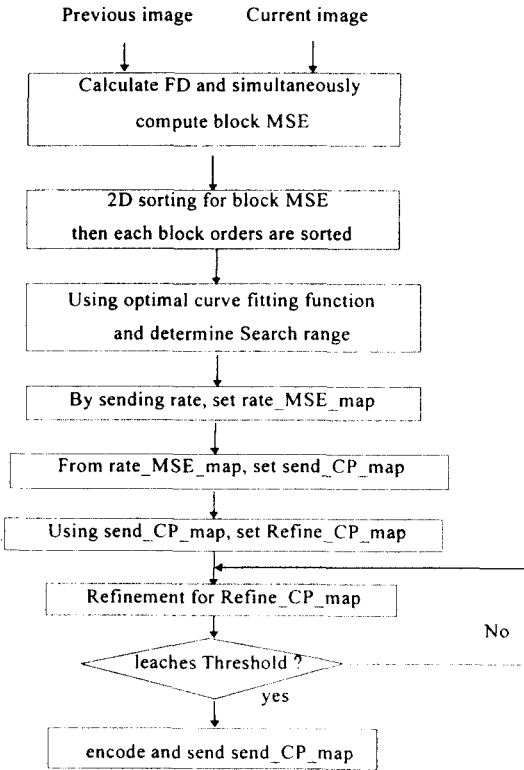 Previous image Current image
Calculate FD and simultaneously
compute block MSE
2D sorting for block MSE
then each block orders are sorted
Using optimal curve fitting function
and determine Search range
By sending rate, set rate_MSE_map
From rate_MSE_map, set send_CP_map
Using send_CP_map, set Refine_CP_map
Refinement for Refine_CP_map
No
leaches Threshold ?
yes
encode and send send_CP_map